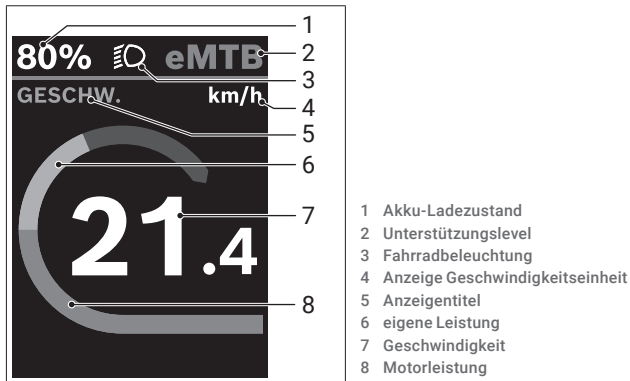 80% eMTB
GESCHW. km/h
21.4
1
2
3
4
5
6
7
8
1 Akku-Ladezustand
2 Unterstützungslevel
3 Fahrradbeleuchtung
4 Anzeige Geschwindigkeitseinheit
5 Anzeigentitel
6 eigene Leistung
7 Geschwindigkeit
8 Motorleistung